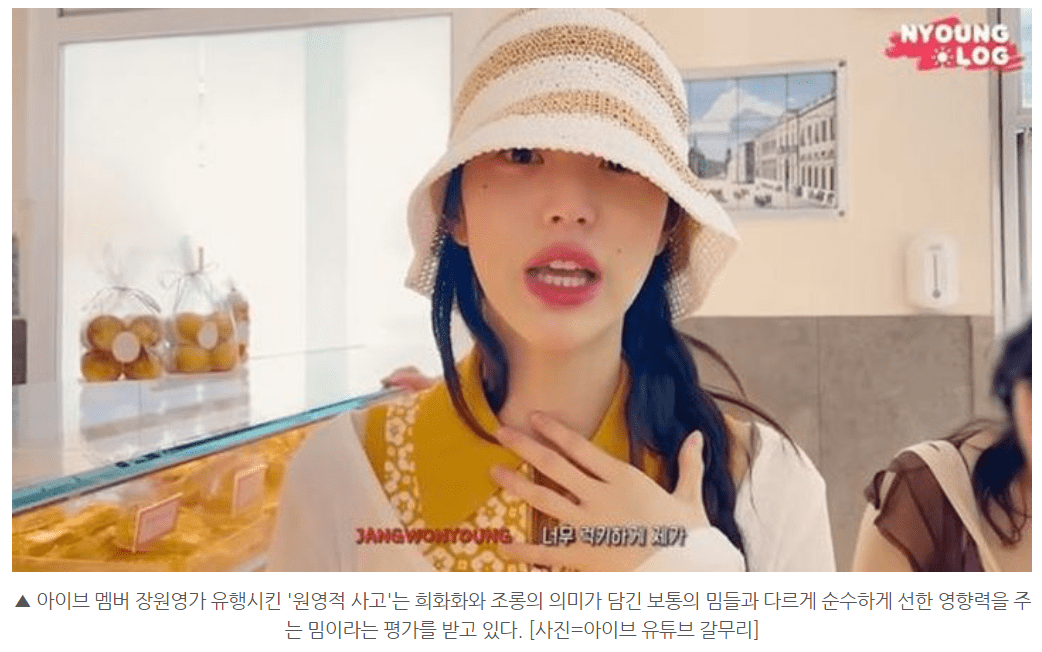 NYOUNG
LOG
JANGWONYOUNG 너무 럭키하게 제가
▲ 아이브 멤버 장원영가 유행시킨 '원영적 사고'는 희화화와 조롱의 의미가 담긴 보통의 밈들과 다르게 순수하게 선한 영향력을 주
는 밈이라는 평가를 받고 있다. [사진=아이브 유튜브 갈무리]